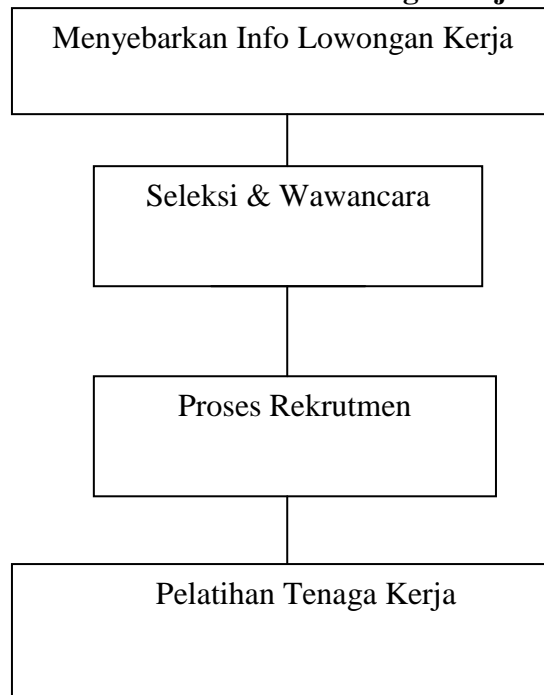 Menyebarkan Info Lowongan Kerja
Seleksi & Wawancara
Proses Rekrutmen
Pelatihan Tenaga Kerja